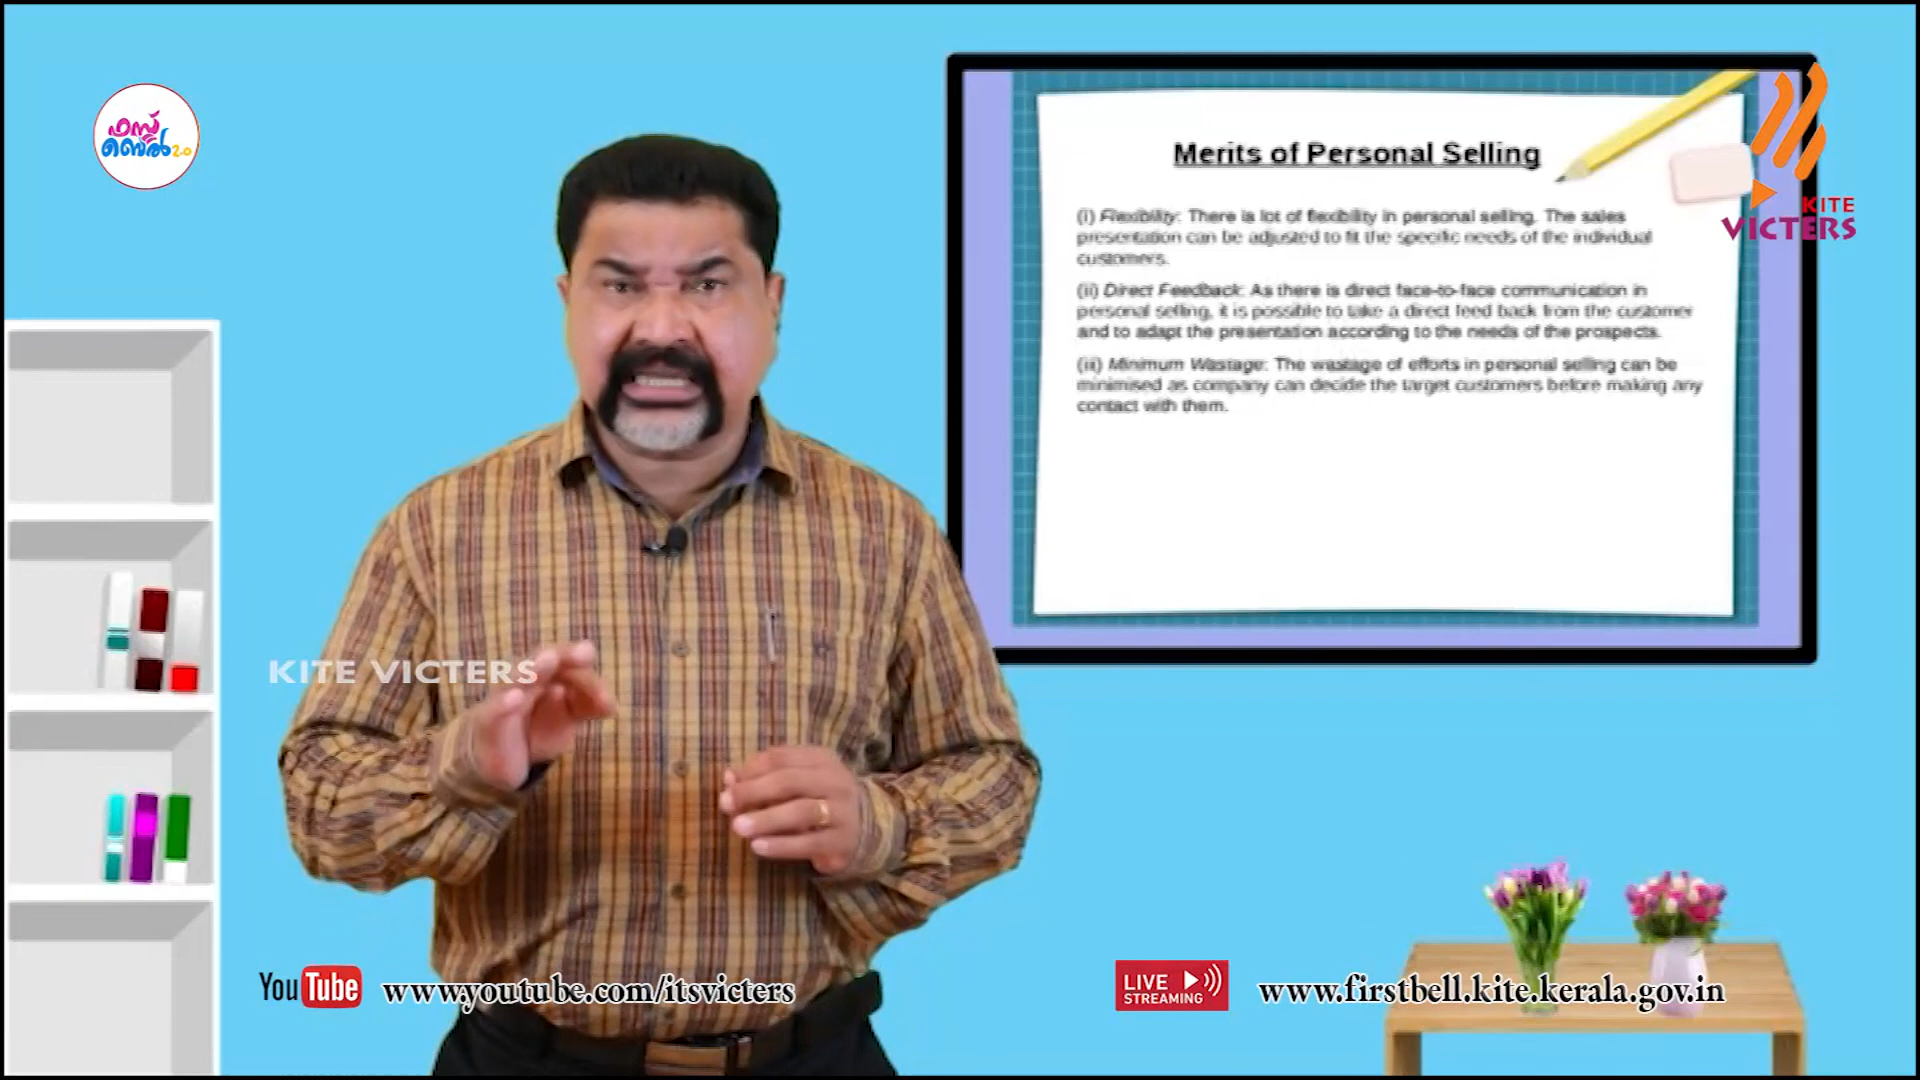 ഫസ്റ്റ്
ബെൽ 2.0
Merits of Personal Selling
(i) Flexibility: There is lot of flexibility in personal selling. The sales
presentation can be adjusted to fit the specific needs of the individual
customers.
(ii) Direct Feedback: As there is direct face-to-face communication in
personal selling, it is possible to take a direct feed back from the customer
and to adapt the presentation according to the needs of the prospects.
(iii) Minimum Wastage: The wastage of efforts in personal selling can be
minimised as company can decide the target customers before making any
contact with them.
KITE
VICTERS
KITE VICTERS
YouTube www.youtube.com/itsvicters
LIVE
STREAMING
www.firstbell.kite.kerala.gov.in